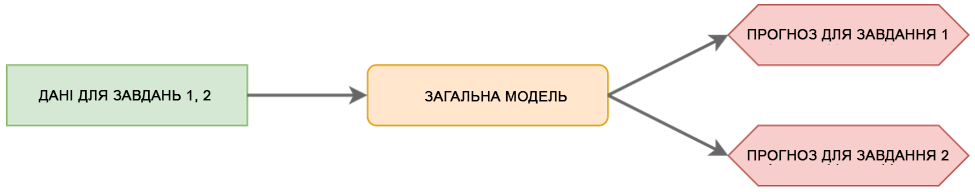 ДАНІ ДЛЯ ЗАВДАНЬ 1, 2
ЗАГАЛЬНА МОДЕЛЬ
ПРОГНОЗ ДЛЯ ЗАВДАННЯ 1
ПРОГНОЗ ДЛЯ ЗАВДАННЯ 2